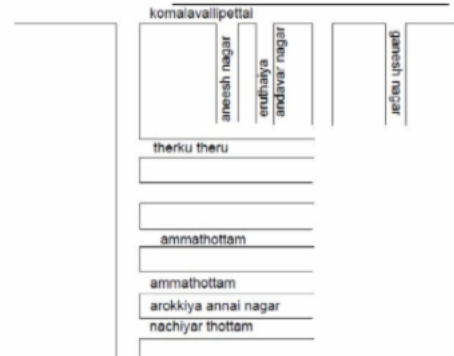 komalavallipettai
aneesh nagar
eruthaiya
andavar nagar
ganesh nagar
therku theru
ammathottam
ammathottam
arokkiya annai nagar
nachiyar thottam